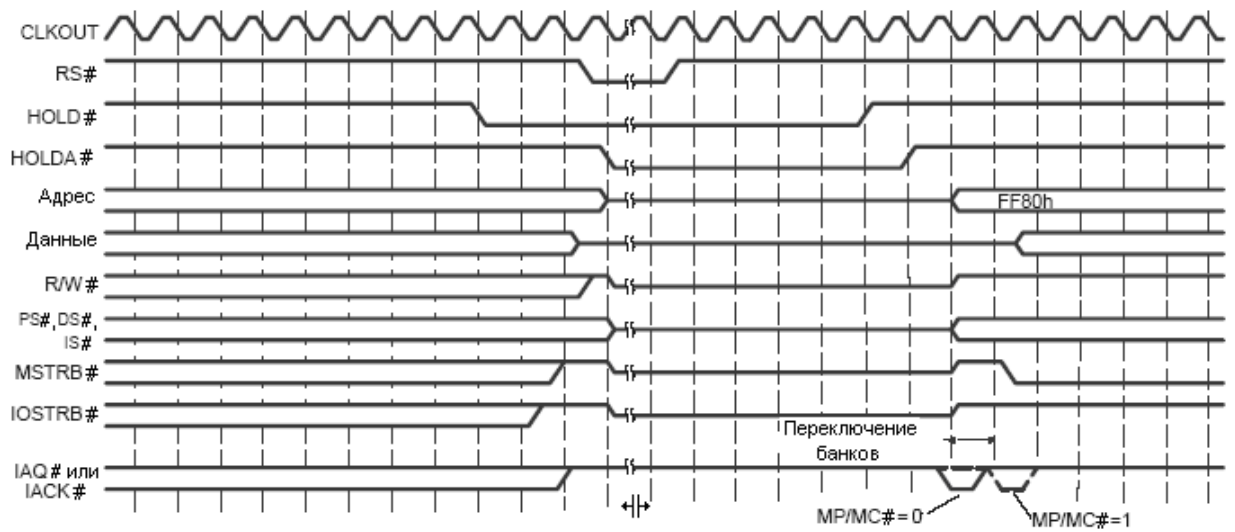 CLKOUT
RS#
HOLD#
HOLDA#
Адрес
FF80h
Данные
R/W#
PS#,DS#,
IS#
MSTRB#
IOSTRB#
Переключение
банков
IAQ# или
IACK#
MP/MC#=0
MP/MC#=1